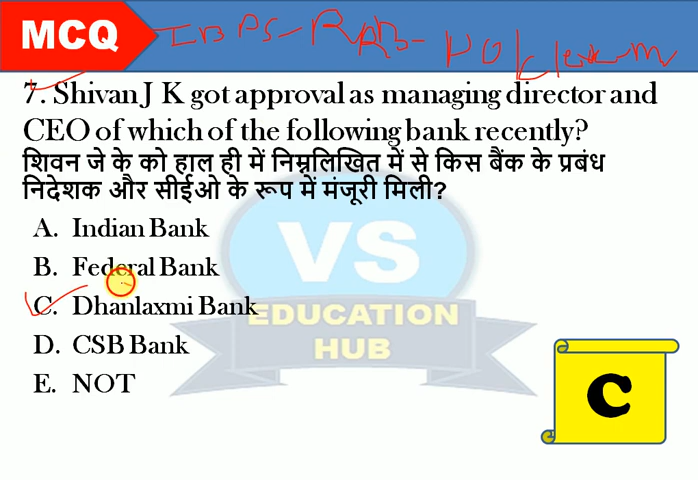 MCQ
IBPS-RRB-PO/Clerk
7. Shivan J K got approval as managing director and
CEO of which of the following bank recently?
शिवन जे के को हाल ही में निम्नलिखित में से किस बैंक के प्रबंध
निदेशक और सीईओ के रूप में मंजूरी मिली?
A. Indian Bank
B. Federal Bank
C. Dhanlaxmi Bank
D. CSB Bank
E. NOT
VS
EDUCATION
HUB
C